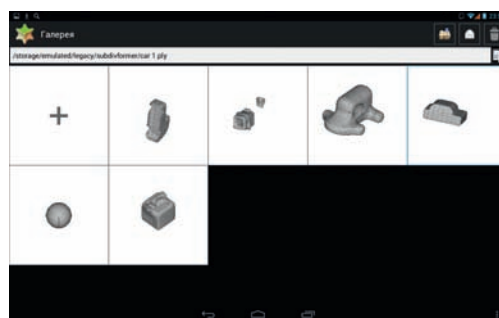 Галерея
/storage/emulated/legacy/subdivformer/car 1 ply